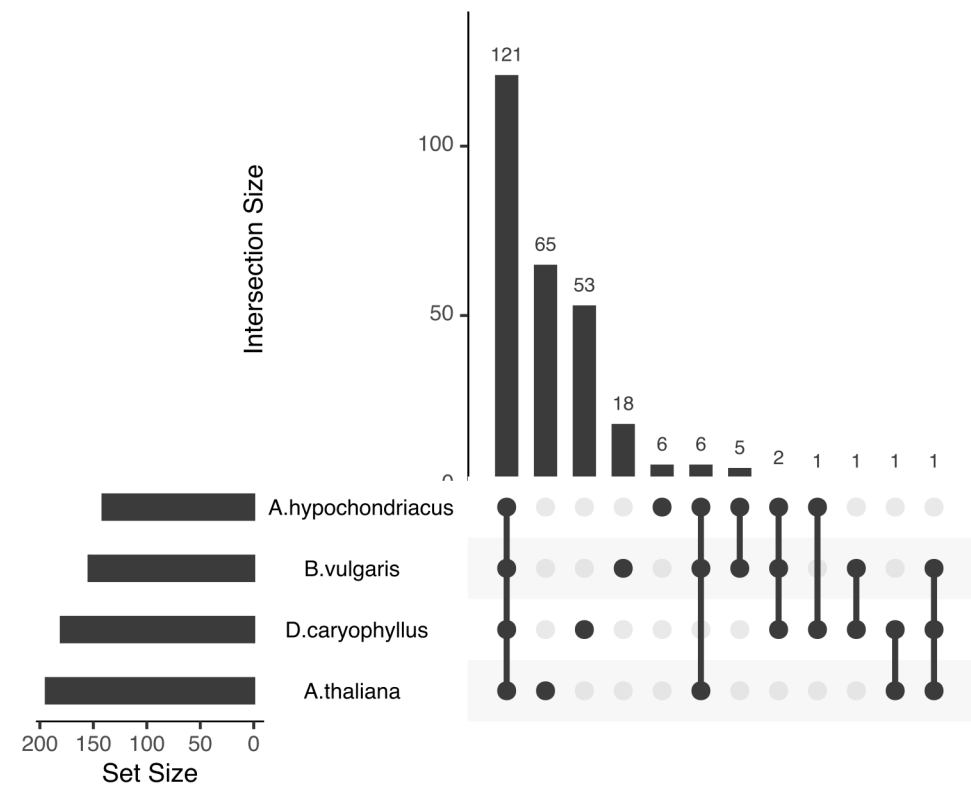 121
65
53
18
6
6
5
2
1
1
1
1
Intersection Size
100
50
0
A.hypochondriacus
B.vulgaris
D.caryophyllus
A.thaliana
200 150 100 50 0
Set Size